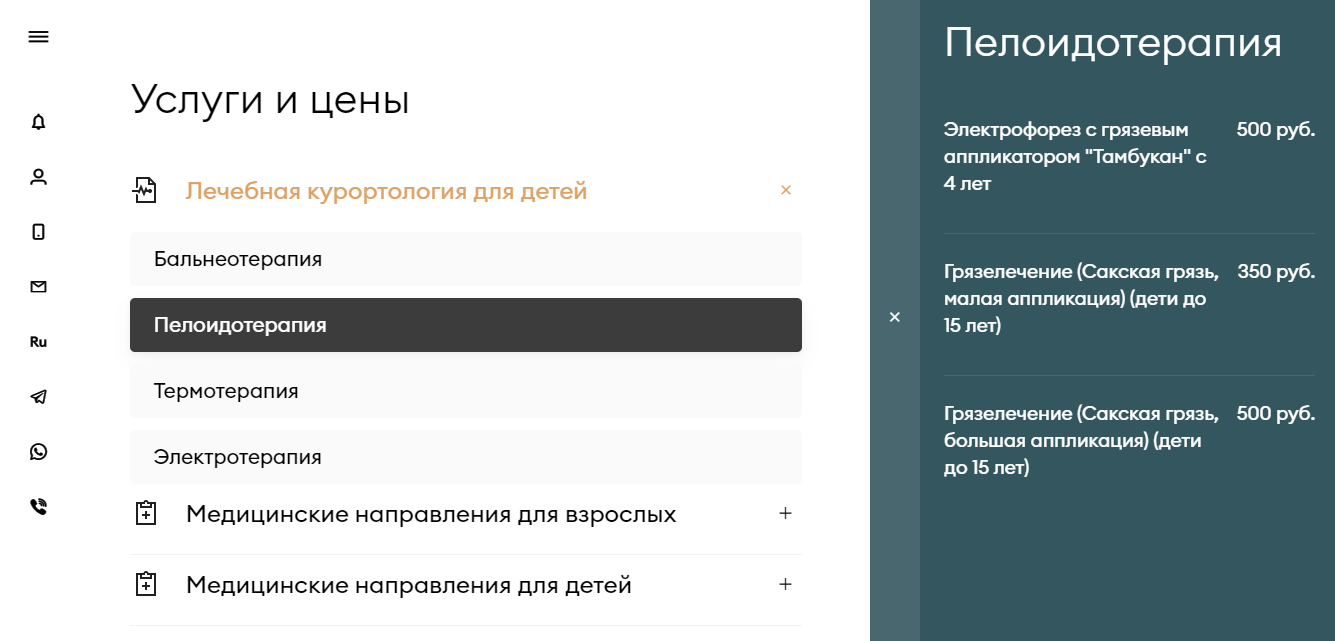 Услуги и цены
Лечебная курортология для детей
Бальнеотерапия
Пелоидотерапия
Термотерапия
Электротерапия
Медицинские направления для взрослых
Медицинские направления для детей
Ru
Пелоидотерапия
Электрофорез с грязевым 500 руб.
аппликатором "Тамбукан" с
4 лет
Грязелечение (Сакская грязь, 350 руб.
малая аппликация) (дети до
15 лет)
Грязелечение (Сакская грязь, 500 руб.
большая аппликация) (дети
до 15 лет)